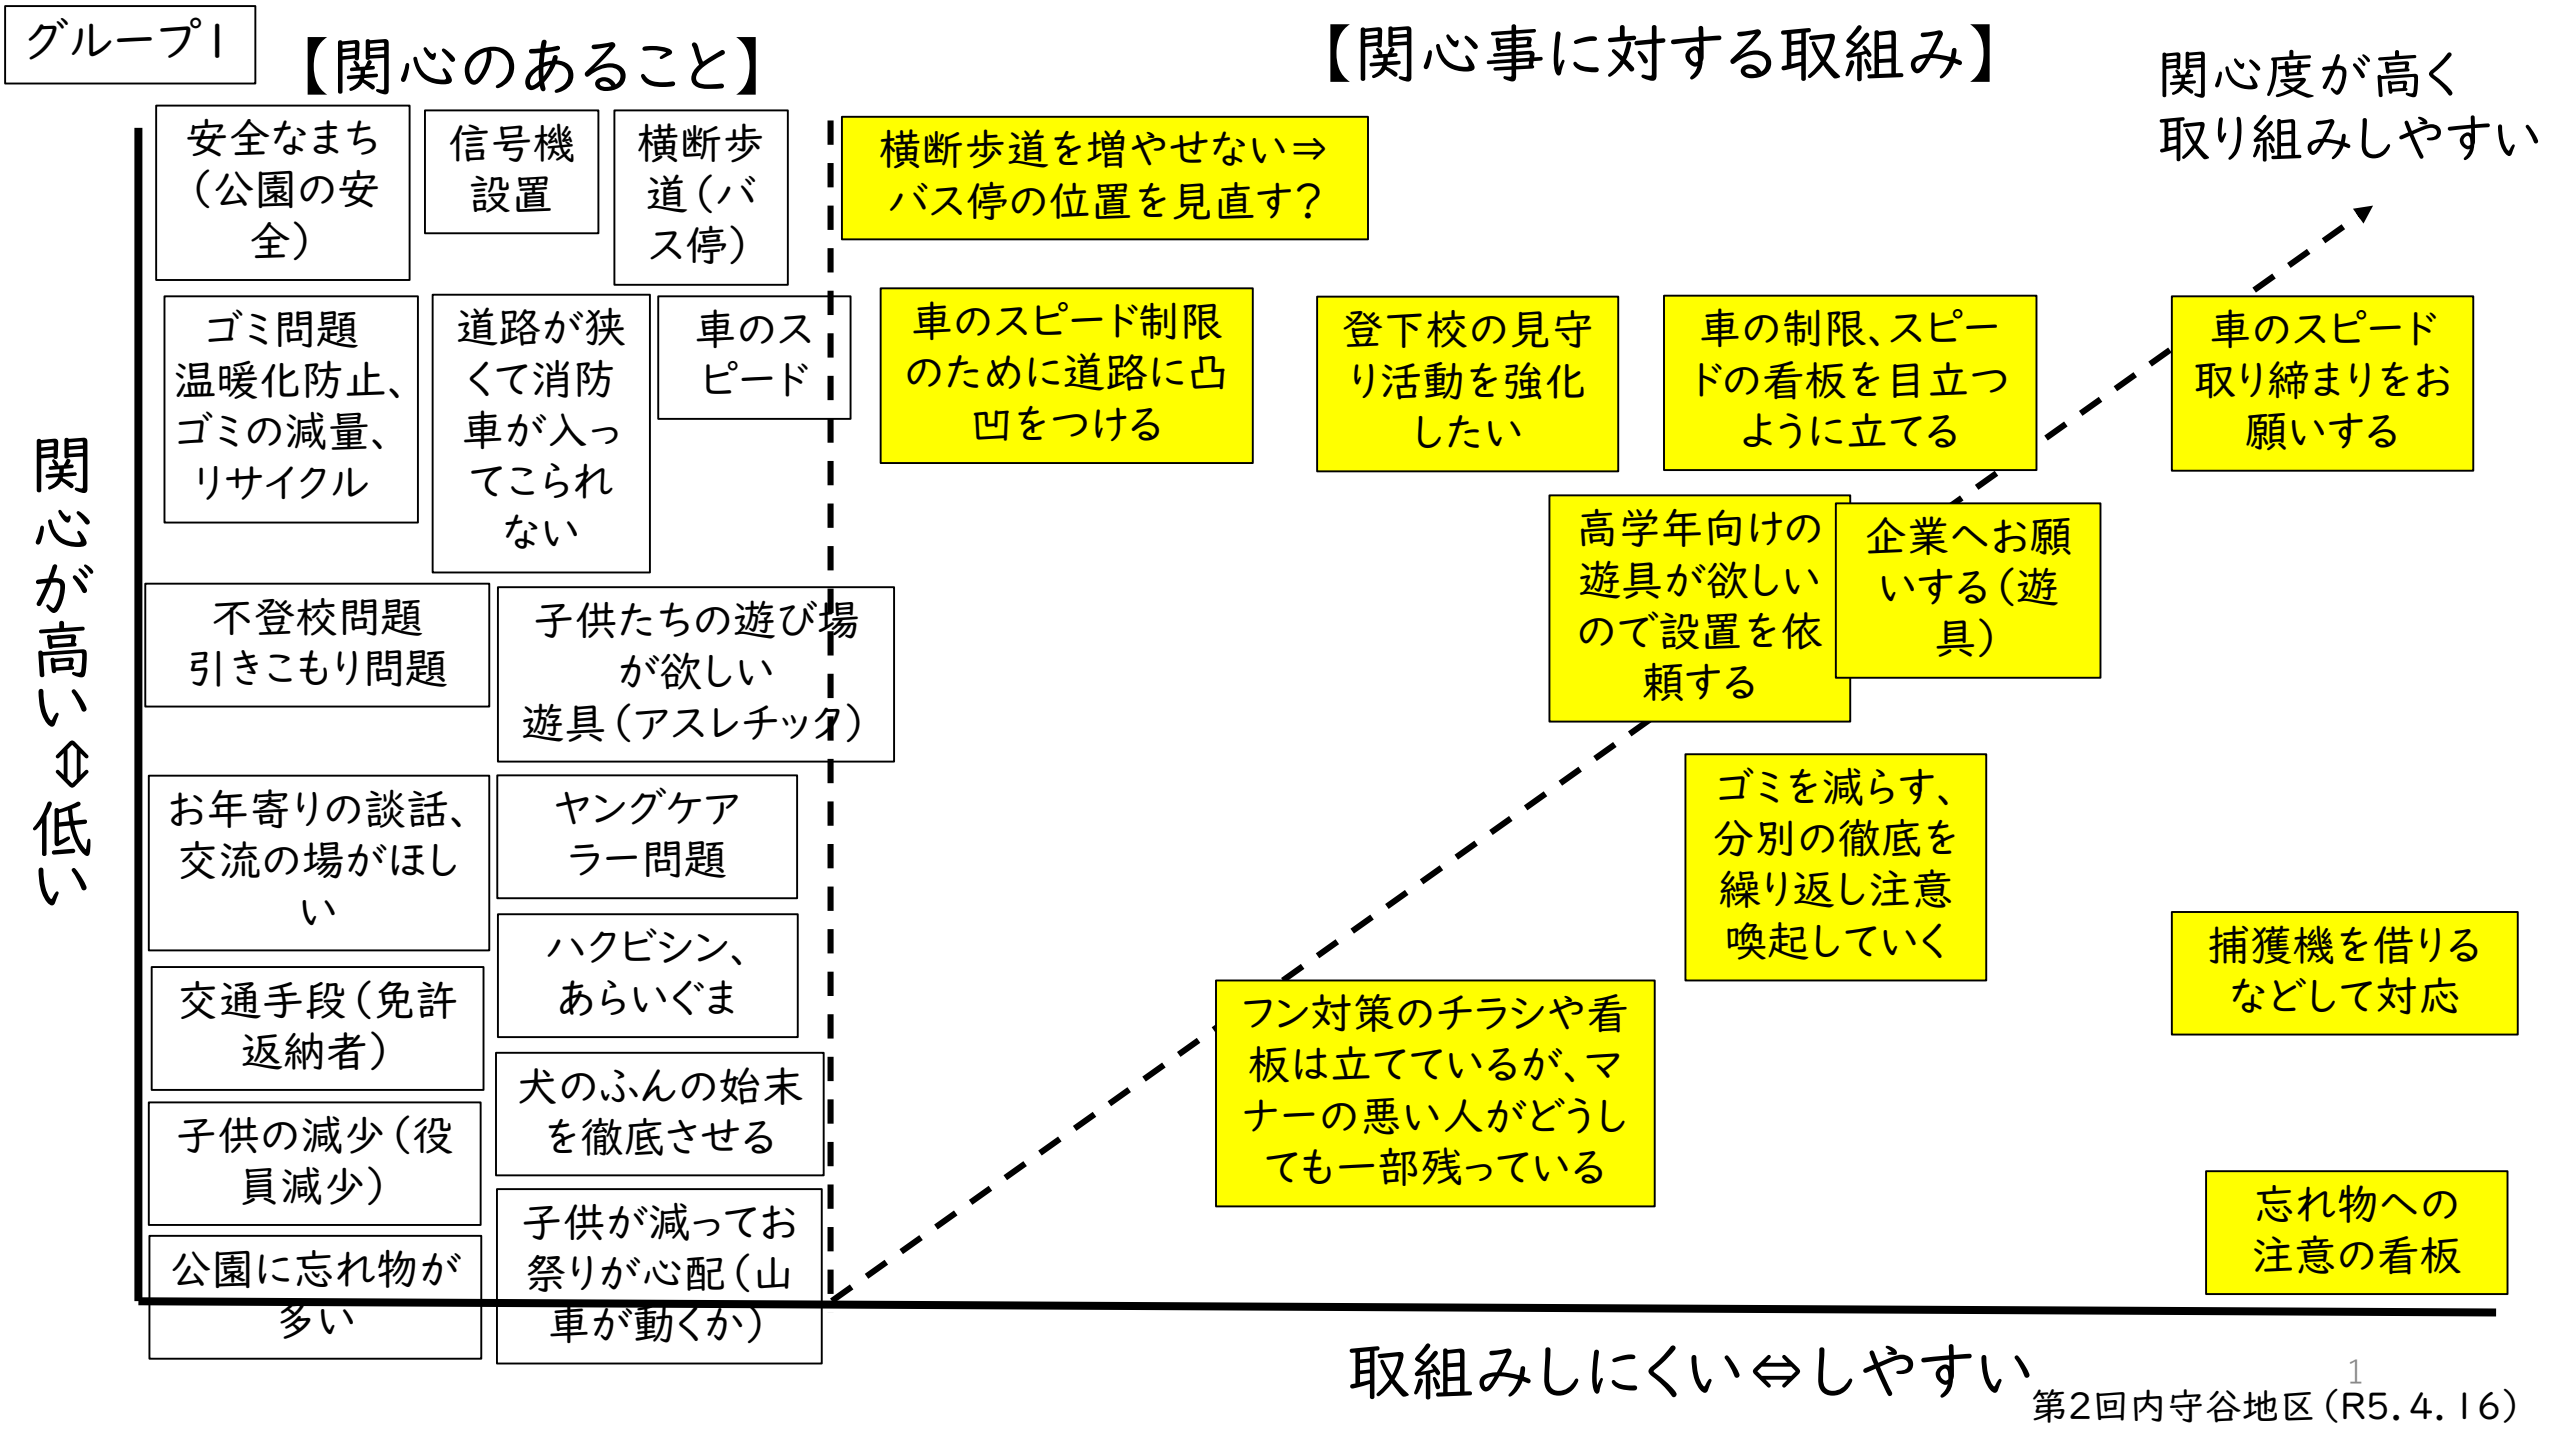 グループ1
【関心のあること】
【関心事に対する取組み】
関心度が高く
取り組みしやすい
安全なまち
（公園の安
全）
信号機
設置
横断歩
道（バ
ス停）
横断歩道を増やせない⇒
バス停の位置を見直す？
ゴミ問題
温暖化防止、
ゴミの減量、
リサイクル
道路が狭
くて消防
車が入っ
てこられ
ない
車のス
ピード
車のスピード制限
のために道路に凸
凹をつける
登下校の見守
り活動を強化
したい
車の制限、スピー
ドの看板を目立つ
ように立てる
車のスピード
取り締まりをお
願いする
関心が高い⇔低い
高学年向けの
遊具が欲しい
ので設置を依
頼する
企業へお願
いする（遊
具）
不登校問題
引きこもり問題
子供たちの遊び場
が欲しい
遊具（アスレチック）
お年寄りの談話、
交流の場がほし
い
ヤングケア
ラー問題
ゴミを減らす、
分別の徹底を
繰り返し注意
喚起していく
ハクビシン、
あらいぐま
捕獲機を借りる
などして対応
交通手段（免許
返納者）
フン対策のチラシや看
板は立てているが、マ
ナーの悪い人がどうし
ても一部残っている
犬のふんの始末
を徹底させる
子供の減少（役
員減少）
忘れ物への
注意の看板
子供が減ってお
祭りが心配（山
車が動くか）
公園に忘れ物が
多い
取組みしにくい⇔しやすい
1
第2回内守谷地区（R5.4.16）